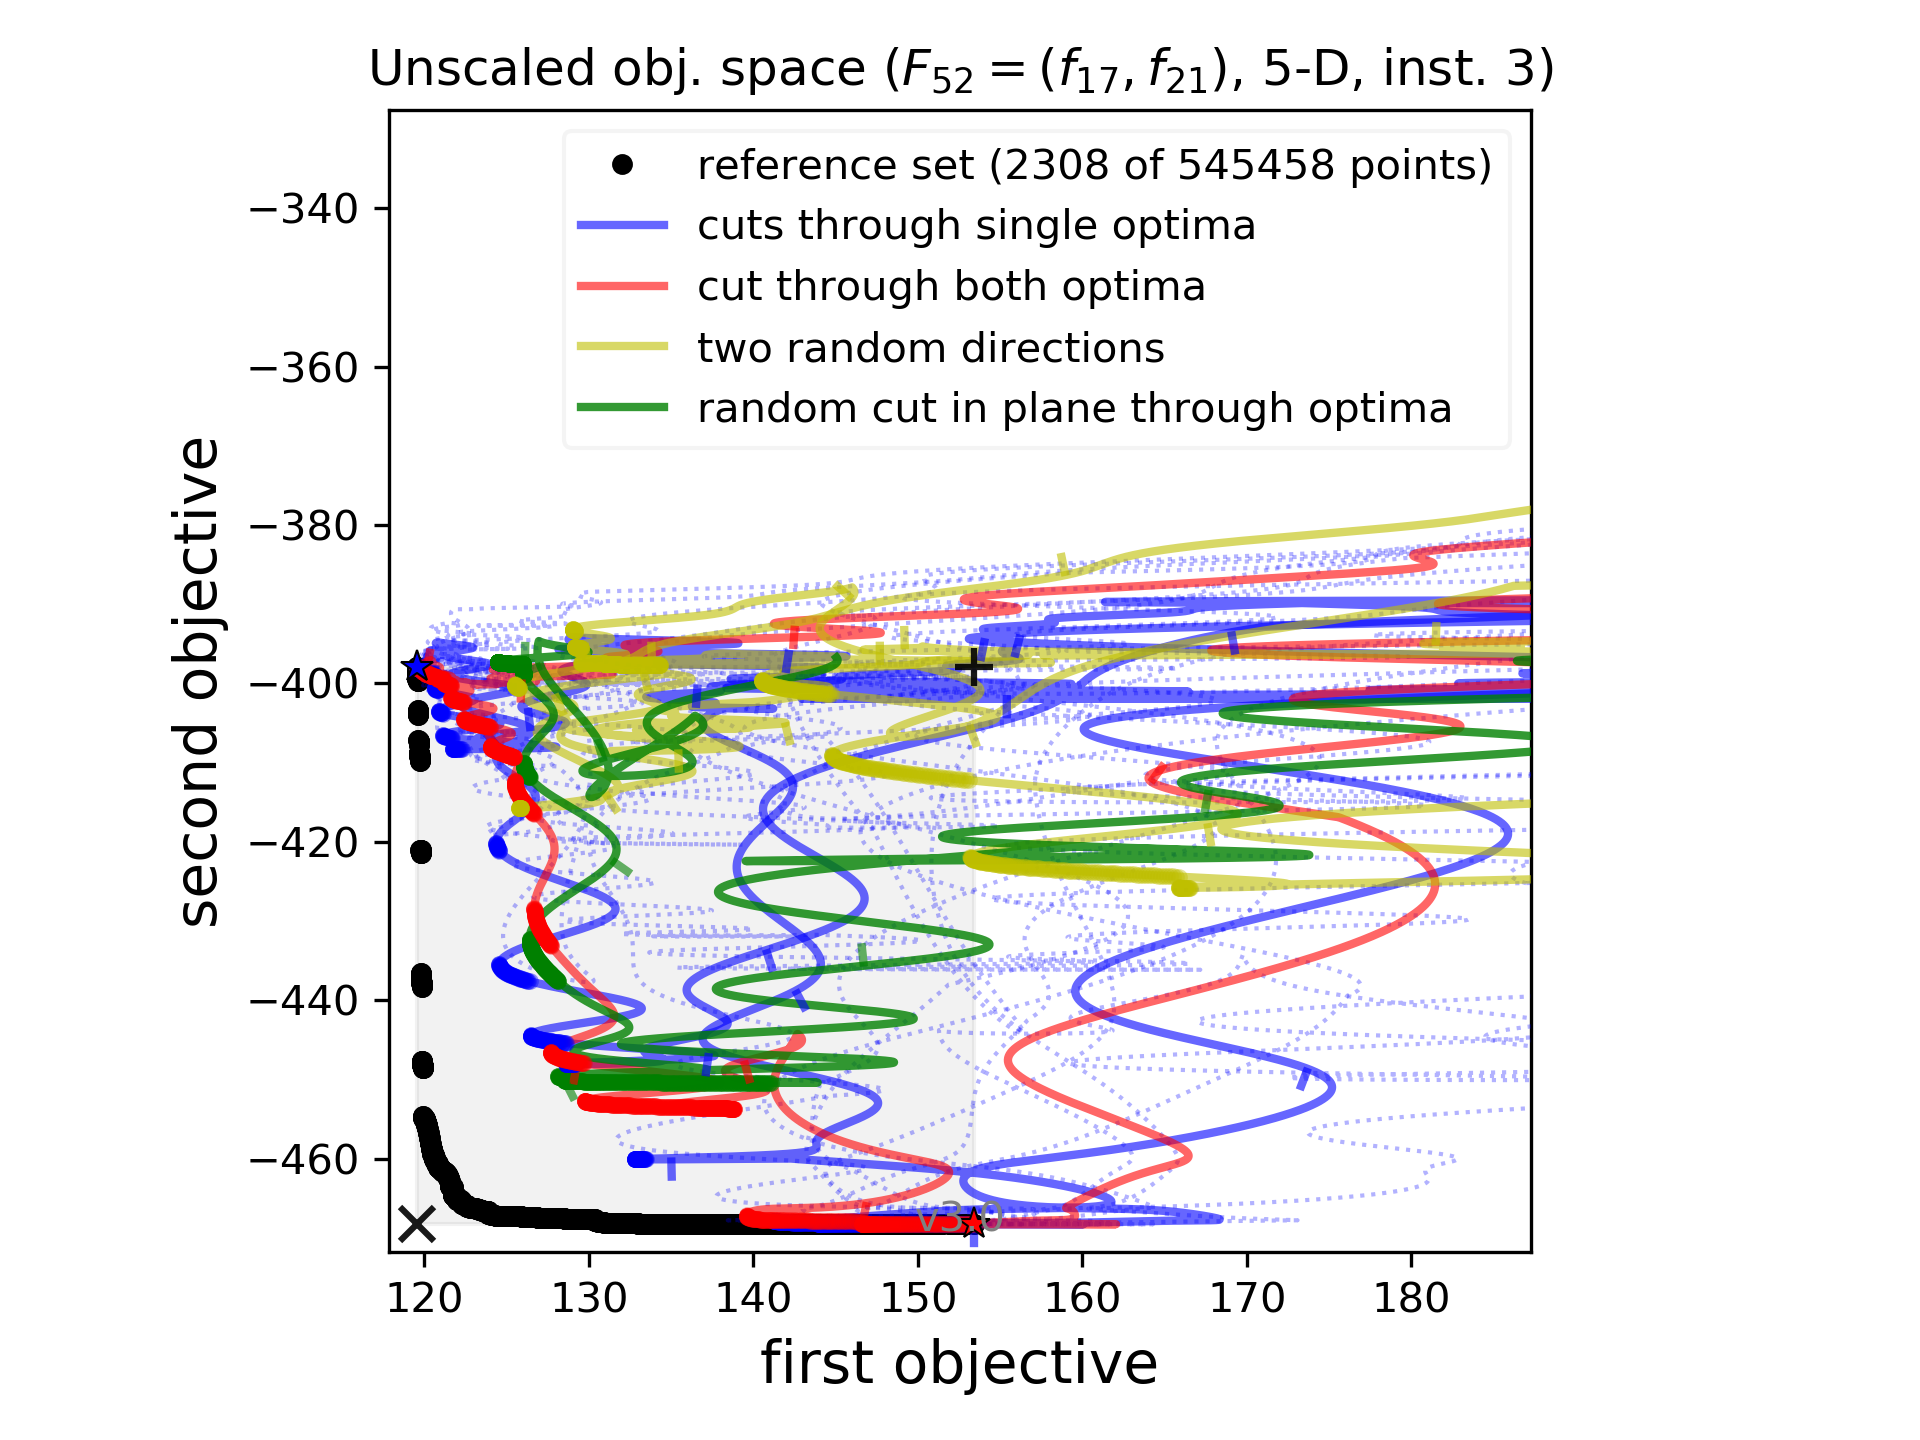 Unscaled obj. space (F52 = (f17, f21), 5-D, inst. 3)
reference set (2308 of 545458 points)
cuts through single optima
cut through both optima
two random directions
random cut in plane through optima
second objective
−340
−360
−380
−400
−420
−440
−460
v3.0
120 130 140 150 160 170 180
first objective